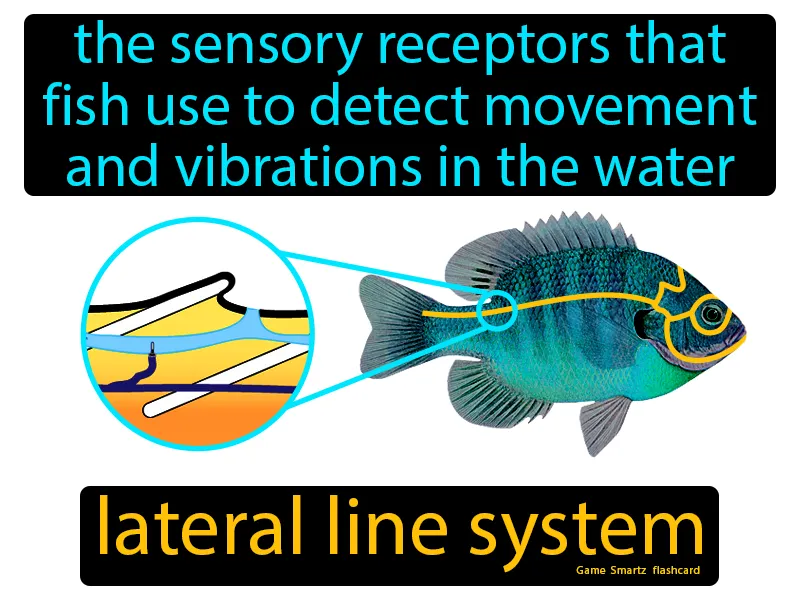 the sensory receptors that
fish use to detect movement
and vibrations in the water
lateral line system
Game Smartz flashcard